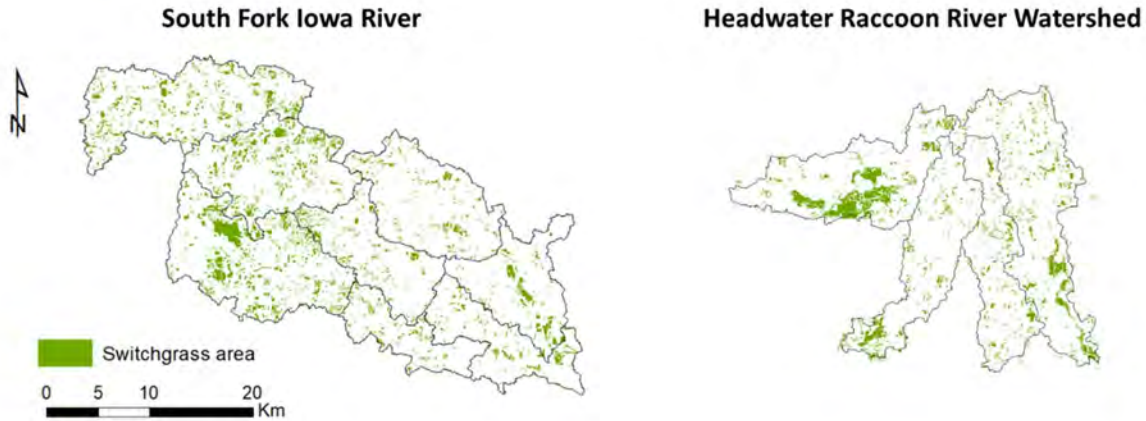 South Fork Iowa River
Headwater Raccoon River Watershed
N
Switchgrass area
0 5 10 20
Km